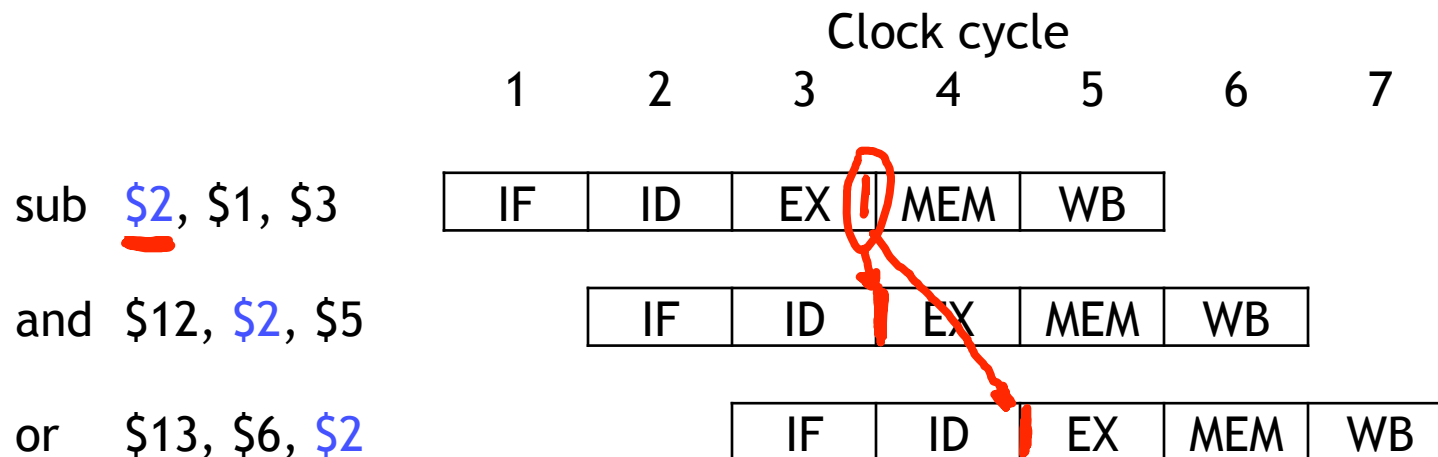 Clock cycle
1 2 3 4 5 6 7
sub $2, $1, $3 IF ID EX MEM WB
and $12, $2, $5 IF ID EX MEM WB
or $13, $6, $2 IF ID EX MEM WB